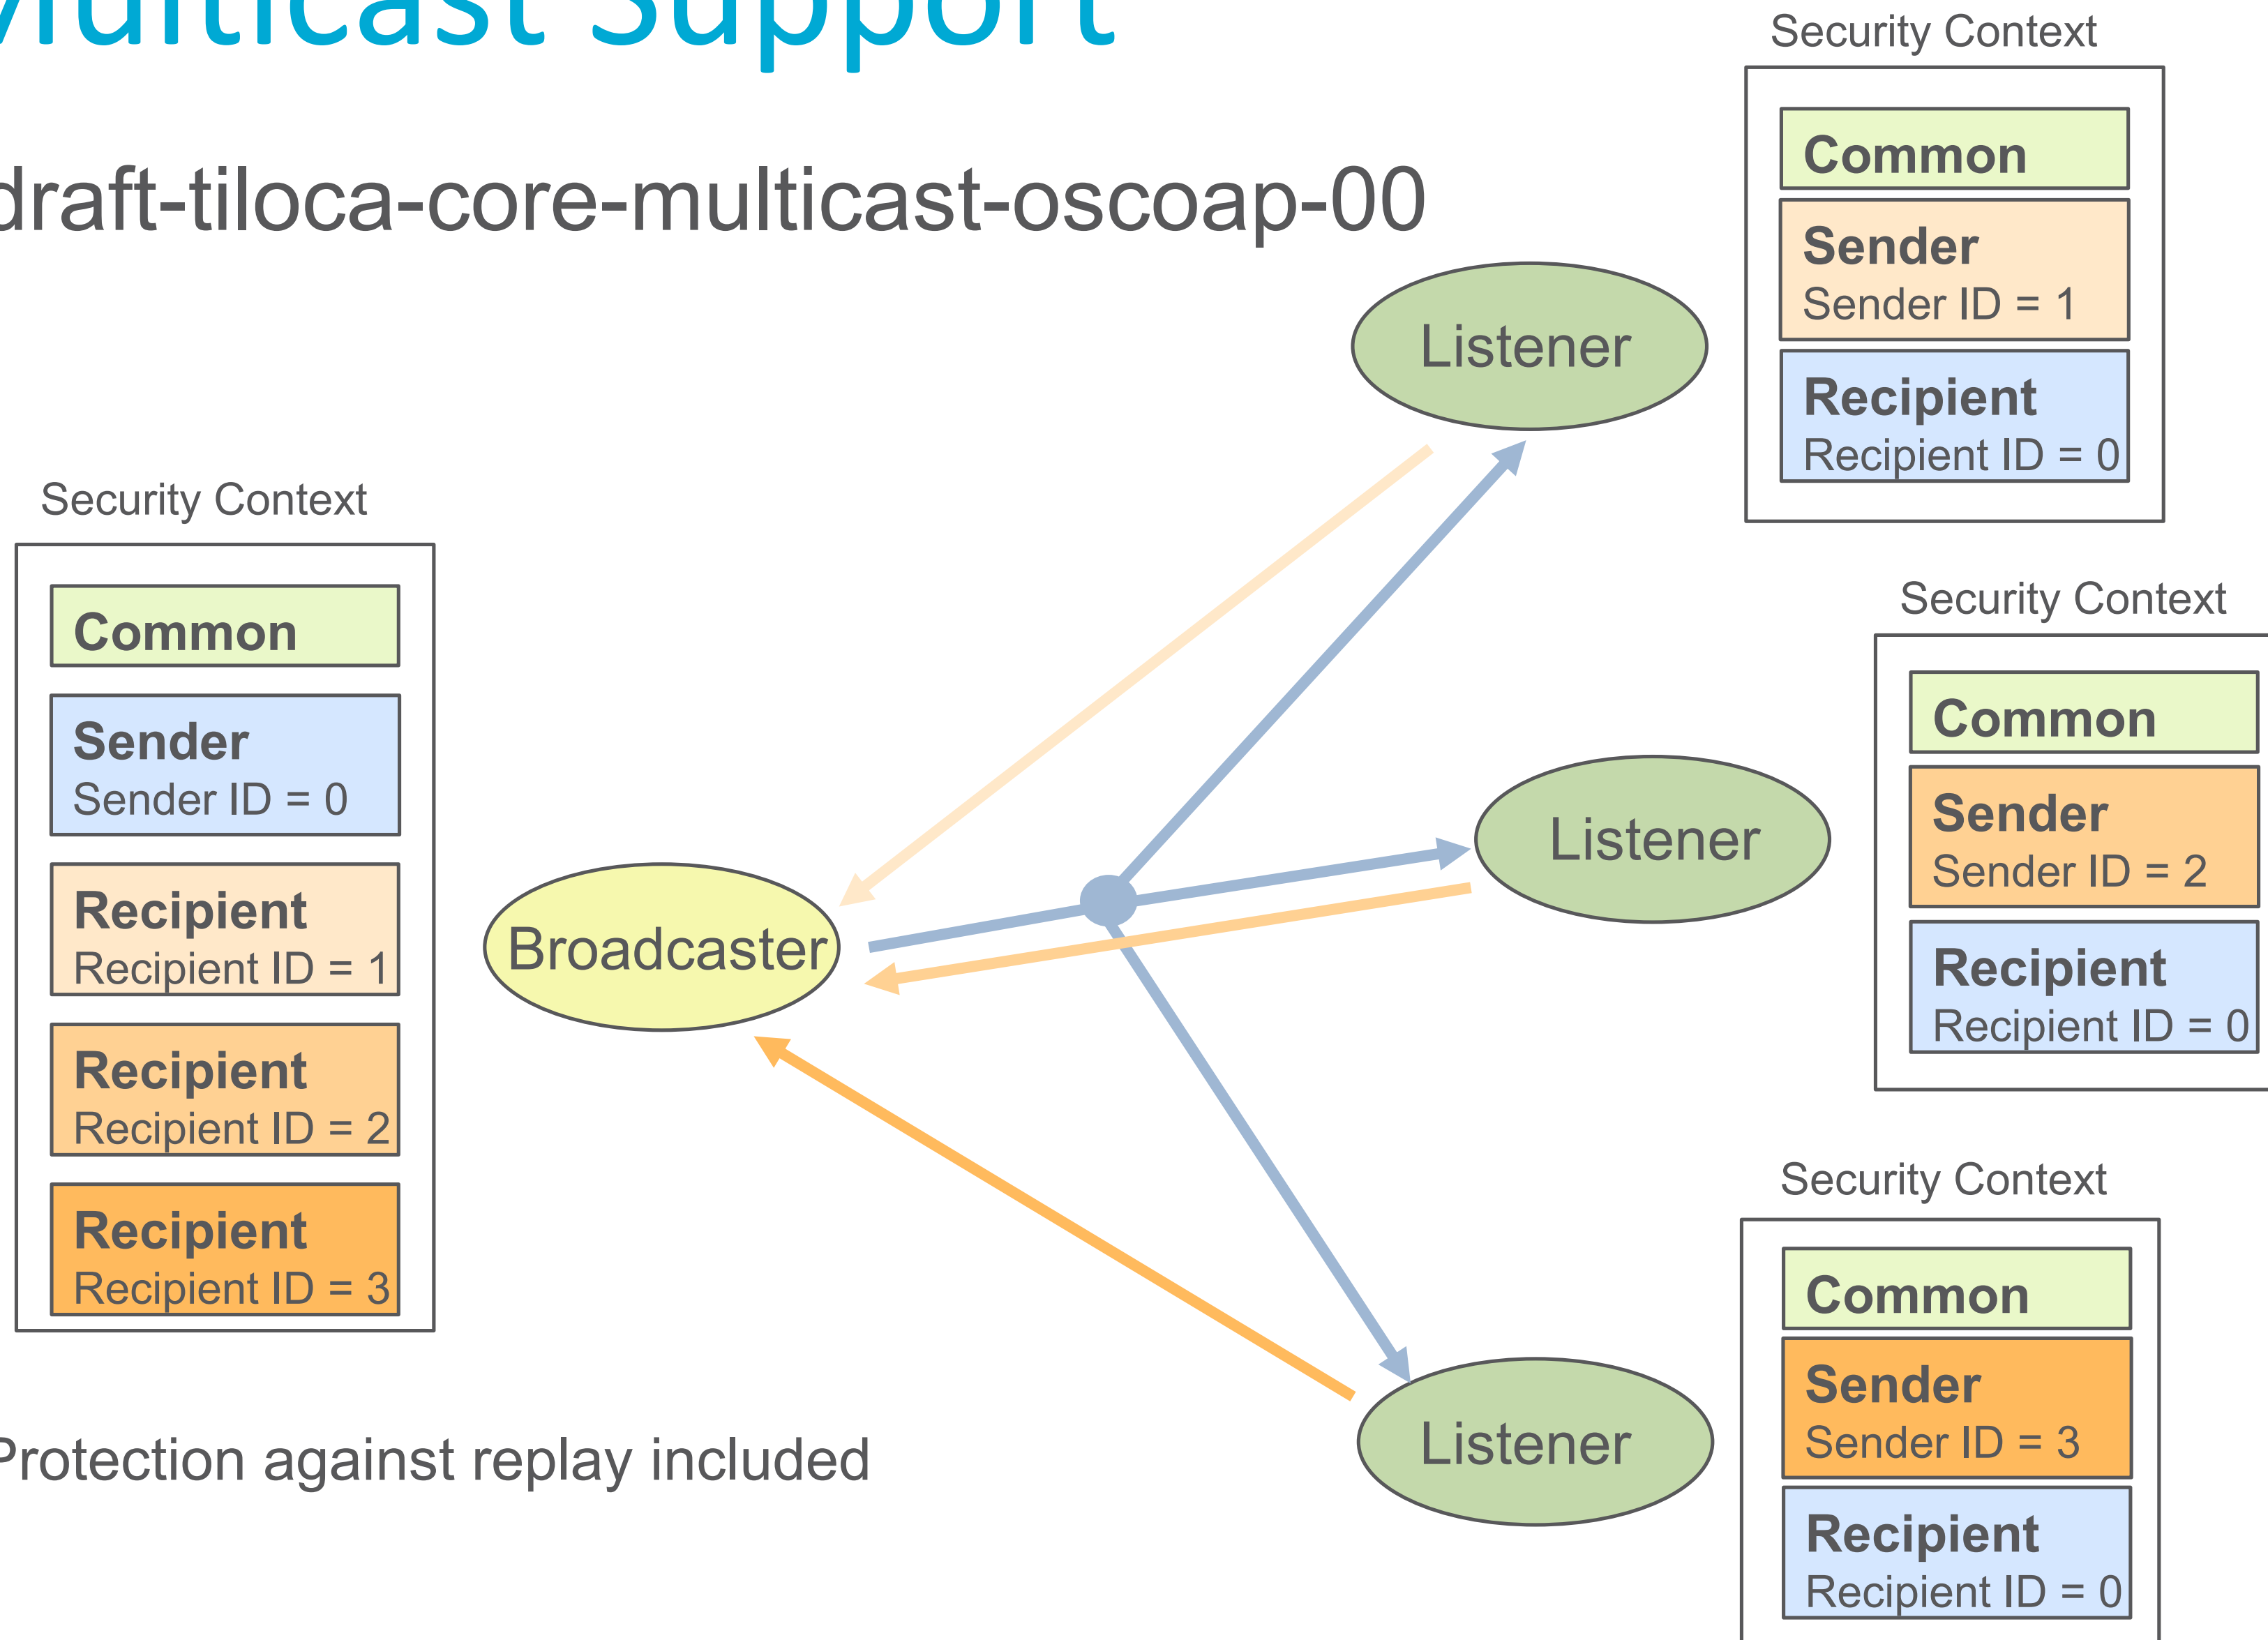 Multicast Support
draft-tiloca-core-multicast-oscoap-00
Security Context
Common
Sender
Sender ID = 0
Recipient
Recipient ID = 1
Recipient
Recipient ID = 2
Recipient
Recipient ID = 3
Broadcaster
Listener
Security Context
Common
Sender
Sender ID = 1
Recipient
Recipient ID = 0
Listener
Security Context
Common
Sender
Sender ID = 2
Recipient
Recipient ID = 0
Listener
Security Context
Common
Sender
Sender ID = 3
Recipient
Recipient ID = 0
Protection against replay included